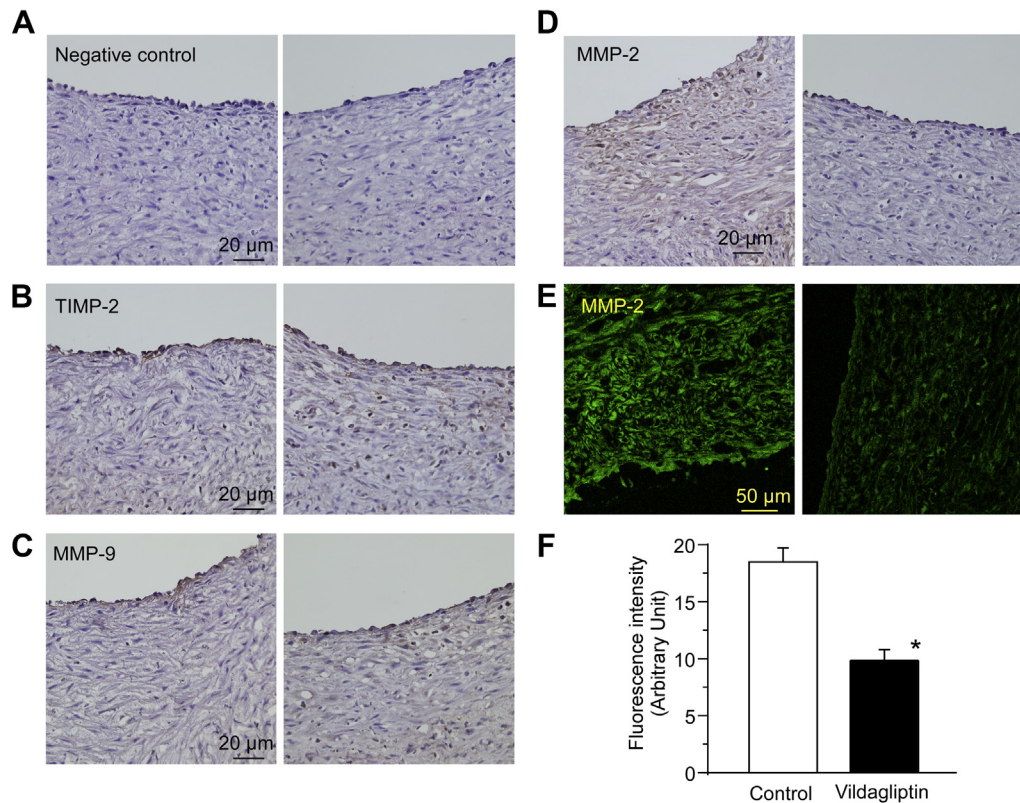 A
Negative control
20 µm
B
TIMP-2
20 µm
C
MMP-9
20 µm
D
MMP-2
20 µm
E
MMP-2
50 µm
F
Fluorescence intensity
(Arbitrary Unit)
20
15
10
5
0
*
Control
Vildagliptin